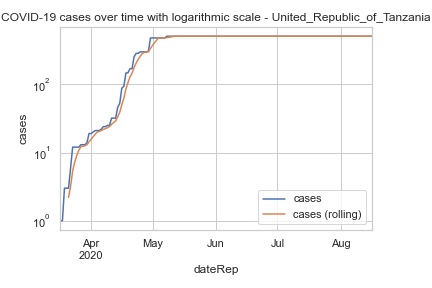 COVID-19 cases over time with logarithmic scale - United_Republic_of_Tanzania
cases
10²
10¹
10⁰
cases
cases (rolling)
Apr
2020
May
Jun
Jul
Aug
dateRep